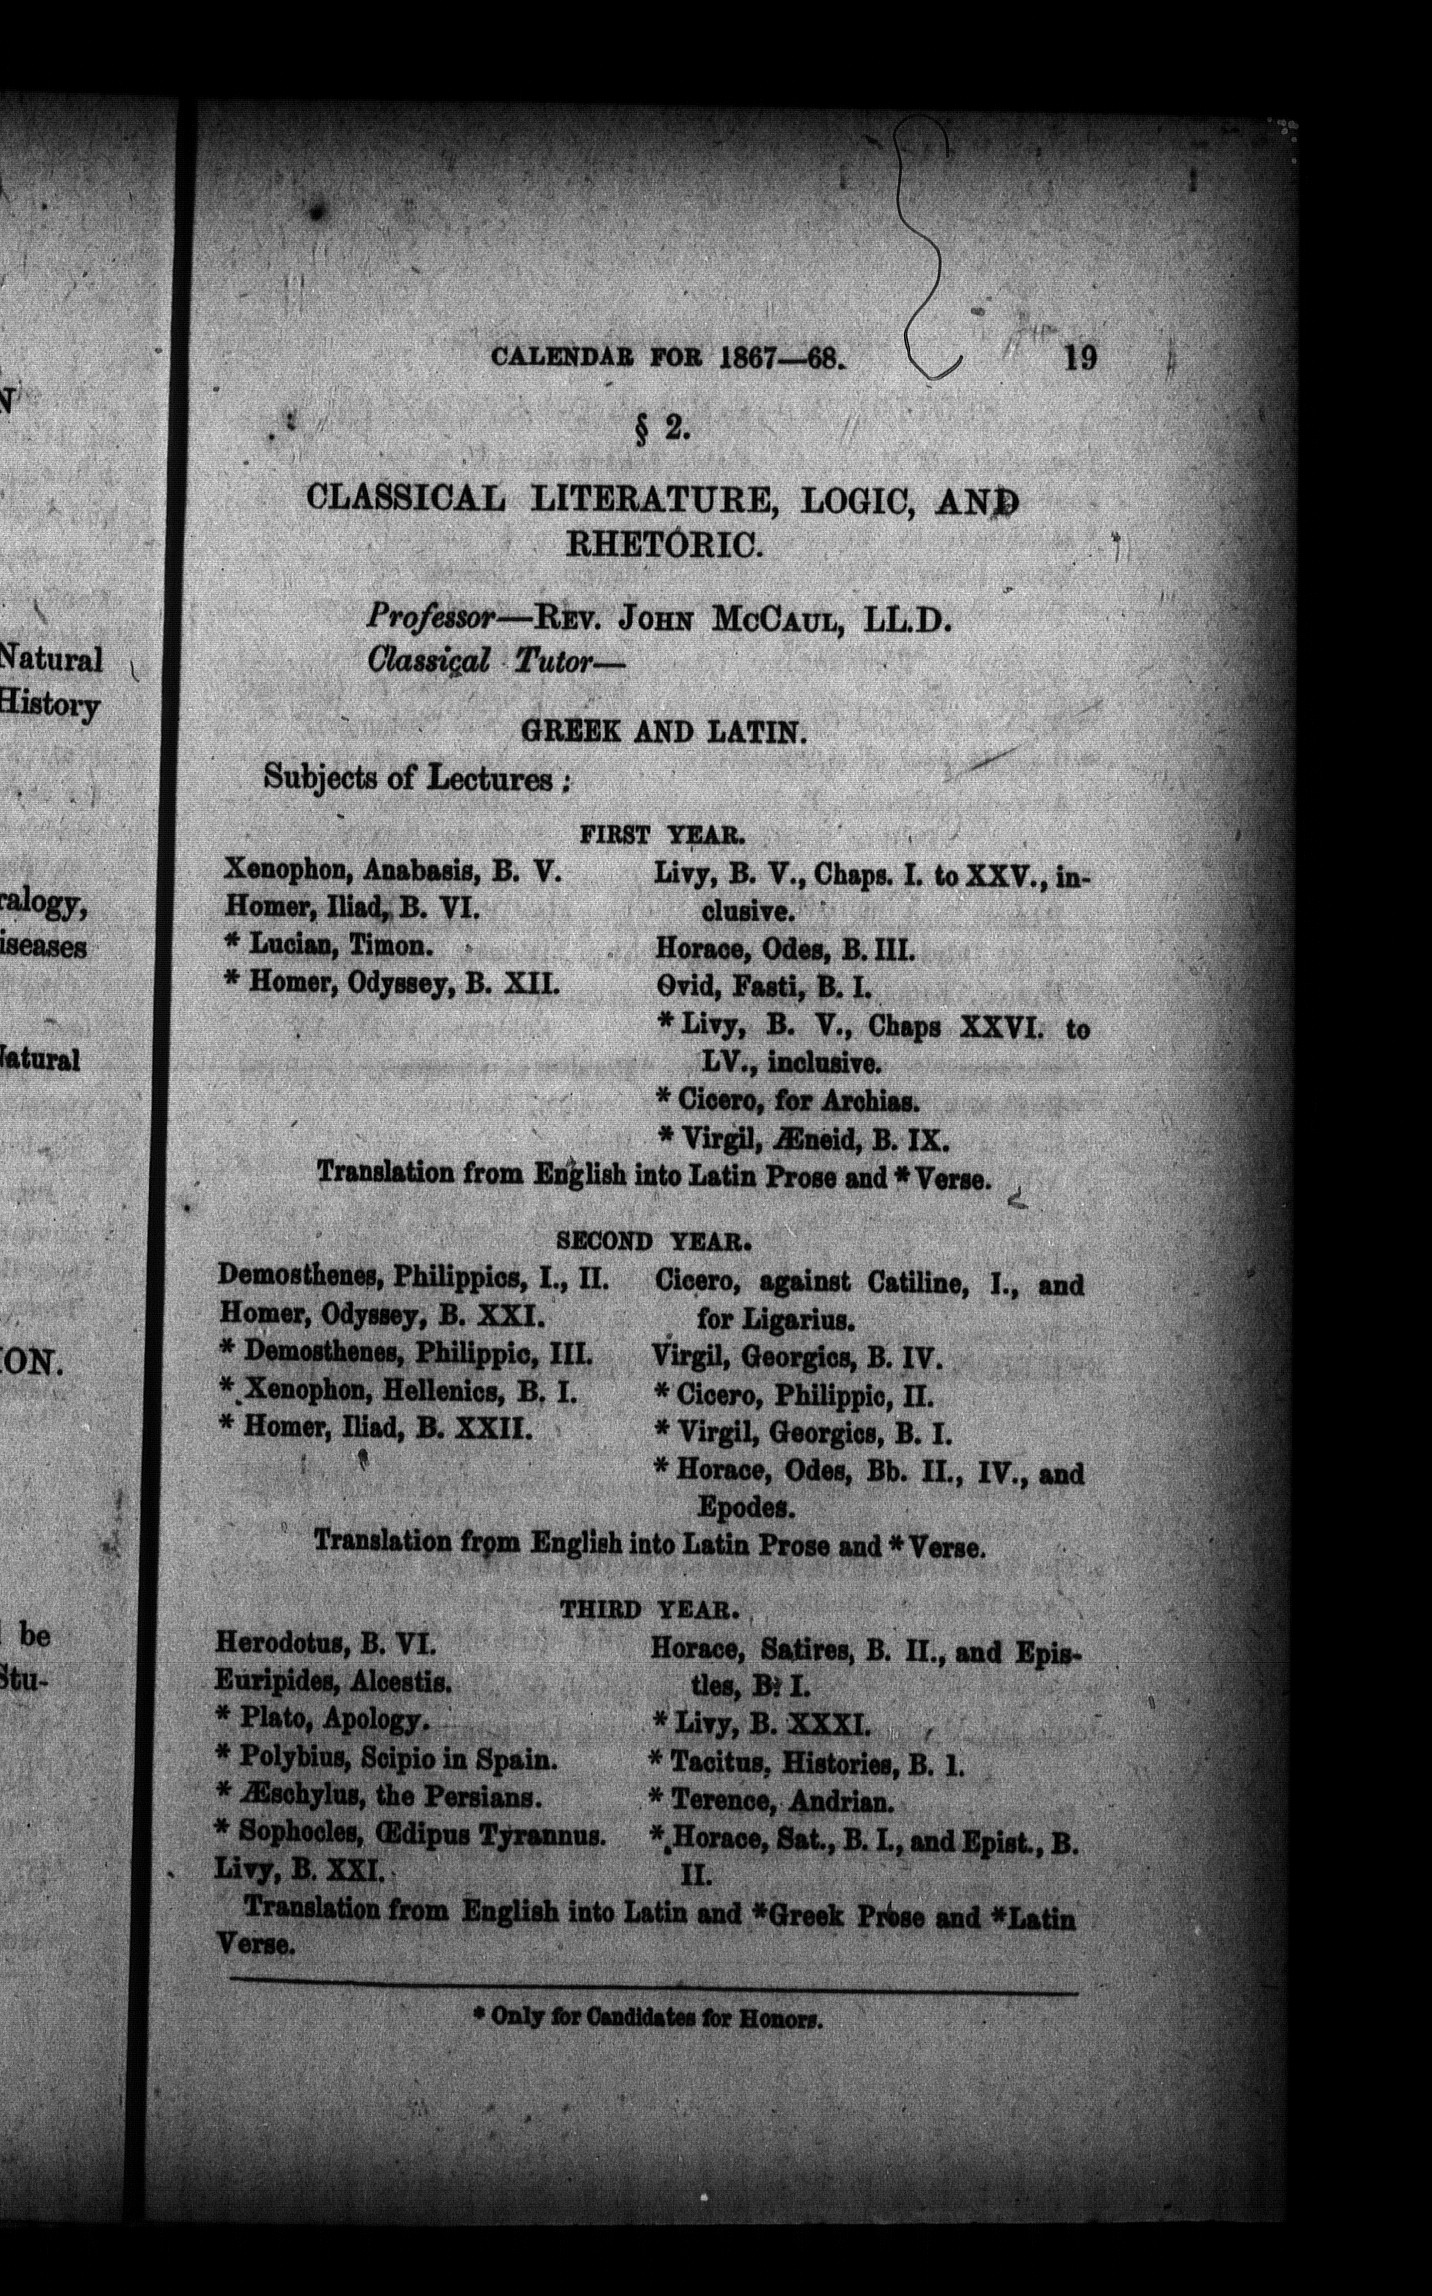 CALENDAR FOR 1867—68. 19
§ 2.
CLASSICAL LITERATURE, LOGIC, AND
RHETORIC.
Professor—REV. JOHN MCCAUL, LL.D.
Classical Tutor—
GREEK AND LATIN.
Subjects of Lectures :
FIRST YEAR.
Xenophon, Anabasis, B. V.
Homer, Iliad, B. VI.
* Lucian, Timon.
* Homer, Odyssey, B. XII.
Livy, B. V., Chaps. I. to XXV., in-
clusive.
Horace, Odes, B. III.
Ovid, Fasti, B. I.
* Livy, B. V., Chaps XXVI. to
LV., inclusive.
* Cicero, for Archias.
* Virgil, Æneid, B. IX.
Translation from English into Latin Prose and * Verse.
SECOND YEAR.
Demosthenes, Philippics, I., II.
Homer, Odyssey, B. XXI.
* Demosthenes, Philippic, III.
* Xenophon, Hellenics, B. I.
* Homer, Iliad, B. XXII.
Cicero, against Catiline, I., and
for Ligarius.
Virgil, Georgics, B. IV.
* Cicero, Philippic, II.
* Virgil, Georgics, B. I.
* Horace, Odes, Bb. II., IV., and
Epodes.
Translation from English into Latin Prose and * Verse.
THIRD YEAR.
Herodotus, B. VI.
Euripides, Alcestis.
* Plato, Apology.
* Polybius, Scipio in Spain.
* Æschylus, the Persians.
* Sophocles, Œdipus Tyrannus.
Livy, B. XXI.
Horace, Satires, B. II., and Epis-
tles, B. I.
* Livy, B. XXXI.
* Tacitus, Histories, B. 1.
* Terence, Andrian.
* Horace, Sat., B. I., and Epist., B.
II.
Translation from English into Latin and *Greek Prose and *Latin
Verse.
* Only for Candidates for Honors.